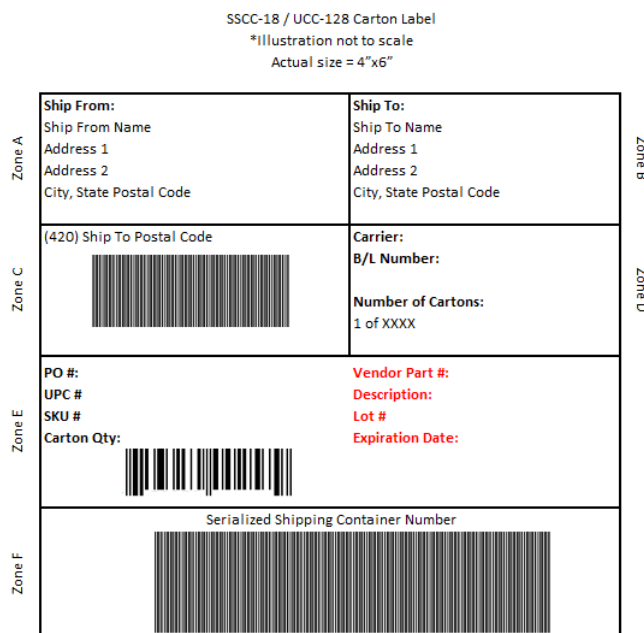 SSCC-18 / UCC-128 Carton Label
*Illustration not to scale
Actual size = 4”x6”
Zone A
Ship From:
Ship From Name
Address 1
Address 2
City, State Postal Code
Ship To:
Ship To Name
Address 1
Address 2
City, State Postal Code
Zone B
Zone C
(420) Ship To Postal Code
Carrier:
B/L Number:
Number of Cartons:
1 of XXXX
Zone D
Zone E
PO #:
UPC #
SKU #
Carton Qty:
Vendor Part #:
Description:
Lot #
Expiration Date:
Zone F
Serialized Shipping Container Number